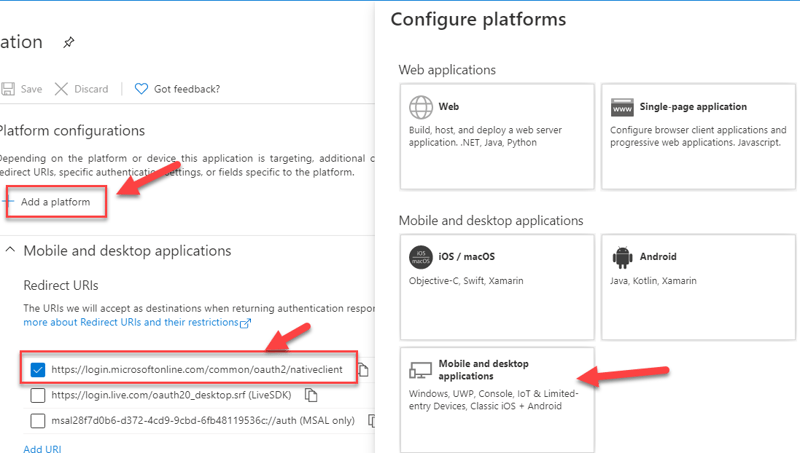 ation
Save
Discard
Got feedback?
Platform configurations
Depending on the platform or device this application is targeting, additional
redirect URIs, specific authentication settings, or fields specific to the platform.
+ Add a platform
Mobile and desktop applications
Redirect URIs
The URIs we will accept as destinations when returning authentication respon
more about Redirect URIs and their restrictions
https://login.microsoftonline.com/common/oauth2/nativeclient
https://login.live.com/oauth20_desktop.srf (LiveSDK)
msal28f7d0b6-d372-4cd9-9cbd-6fb48119536c://auth (MSAL only)
Add URI
Configure platforms
Web applications
Web
Build, host, and deploy a web server
application. .NET, Java, Python
www
Single-page application
Configure browser client applications and
progressive web applications. Javascript.
Mobile and desktop applications
iOS
macOS
iOS / macOS
Objective-C, Swift, Xamarin
Android
Java, Kotlin, Xamarin
Mobile and desktop
applications
Windows, UWP, Console, IoT & Limited-
entry Devices, Classic iOS + Android